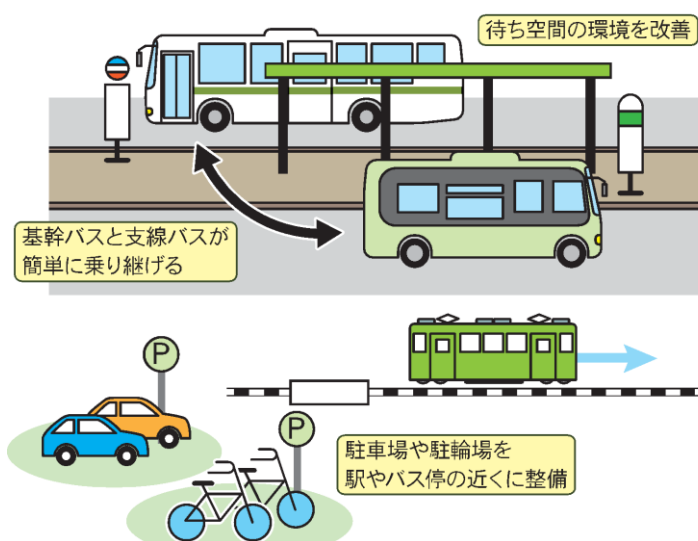 待ち空間の環境を改善
基幹バスと支線バスが
簡単に乗り継げる
P
P
駐車場や駐輪場を
駅やバス停の近くに整備